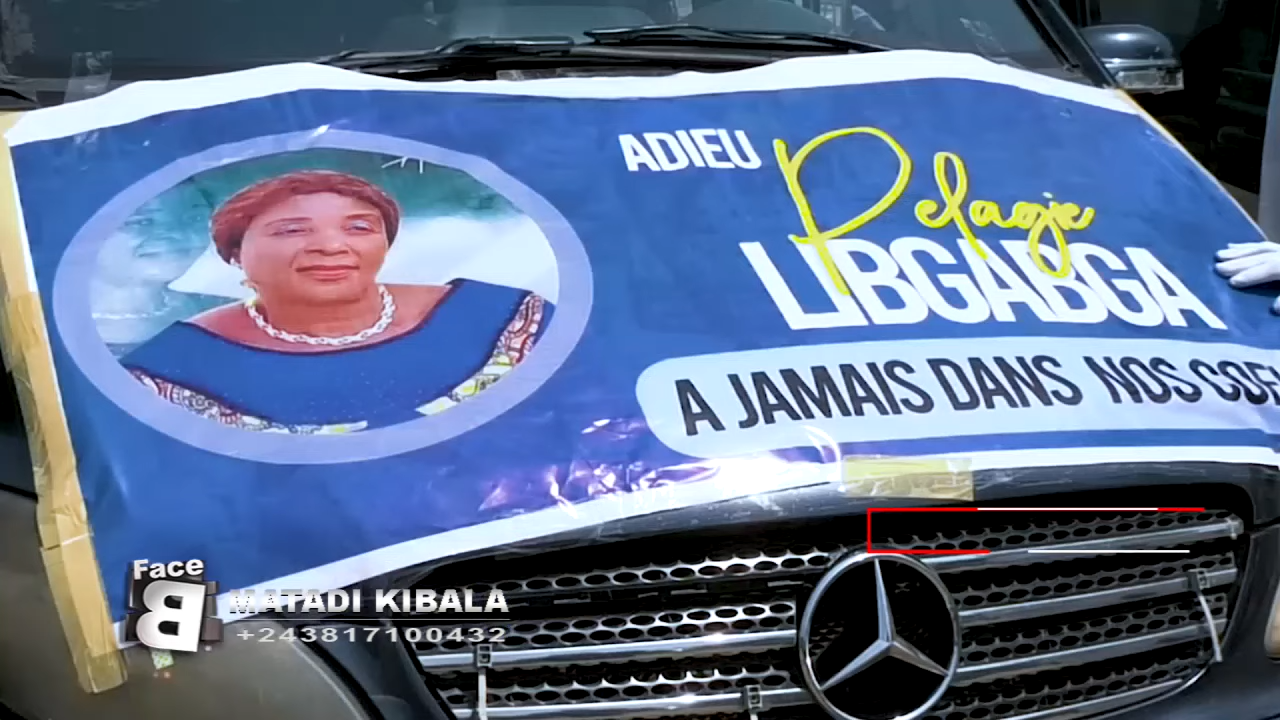 ADIEU
Pelagie
LIBGABGA
A JAMAIS DANS NOS
Face
B MATADI KIBALA
+243817100432